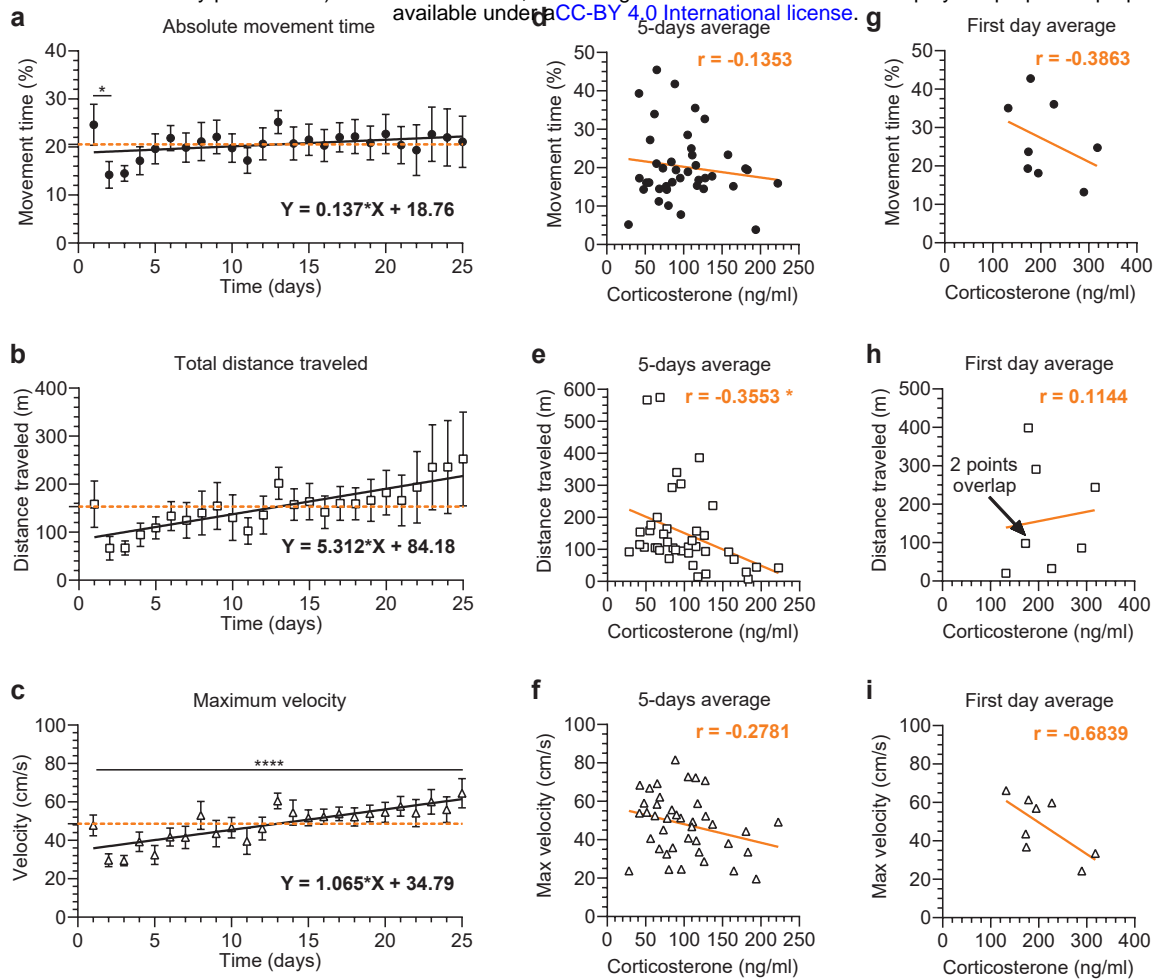 available under aCC-BY 4.0 International license.
a
Absolute movement time
Movement time (%)
40
30
20
10
0
*
Y = 0.137*X + 18.76
0 5 10 15 20 25
Time (days)
d
5-days average
r = -0.1353
Movement time (%)
50
40
30
20
10
0
0 50 100 150 200 250
Corticosterone (ng/ml)
g
First day average
r = -0.3863
Movement time (%)
50
40
30
20
10
0
0 100 200 300 400
Corticosterone (ng/ml)
b
Total distance traveled
Distance traveled (m)
400
300
200
100
0
Y = 5.312*X + 84.18
0 5 10 15 20 25
Time (days)
e
5-days average
r = -0.3553 *
Distance traveled (m)
600
500
400
300
200
100
0
0 50 100 150 200 250
Corticosterone (ng/ml)
h
First day average
r = 0.1144
2 points
overlap
Distance traveled (m)
500
400
300
200
100
0
0 100 200 300 400
Corticosterone (ng/ml)
c
Maximum velocity
Velocity (cm/s)
100
80
60
40
20
0
****
Y = 1.065*X + 34.79
0 5 10 15 20 25
Time (days)
f
5-days average
r = -0.2781
Max velocity (cm/s)
100
80
60
40
20
0
0 50 100 150 200 250
Corticosterone (ng/ml)
i
First day average
r = -0.6839
Max velocity (cm/s)
100
80
60
40
20
0
0 100 200 300 400
Corticosterone (ng/ml)